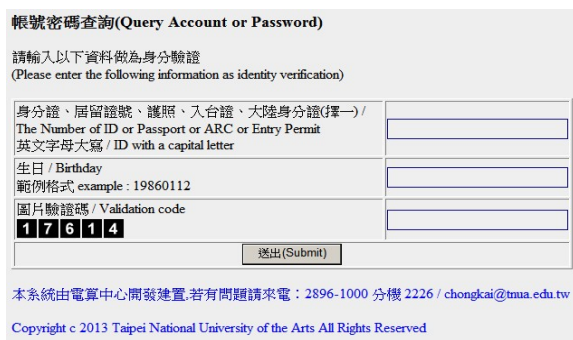 帳號密碼查詢(Query Account or Password)
請輸入以下資料做為身分驗證
(Please enter the following information as identity verification)
身分證、居留證號、護照、入台證、大陸身分證(擇一) /
The Number of ID or Passport or ARC or Entry Permit
英文字母大寫 / ID with a capital letter
生日 / Birthday
範例格式 example : 19860112
圖片驗證碼 / Validation code
1 7 6 1 4
送出(Submit)
本系統由電算中心開發建置,若有問題請來電：2896-1000 分機 2226 / chongkai@tnua.edu.tw
Copyright c 2013 Taipei National University of the Arts All Rights Reserved